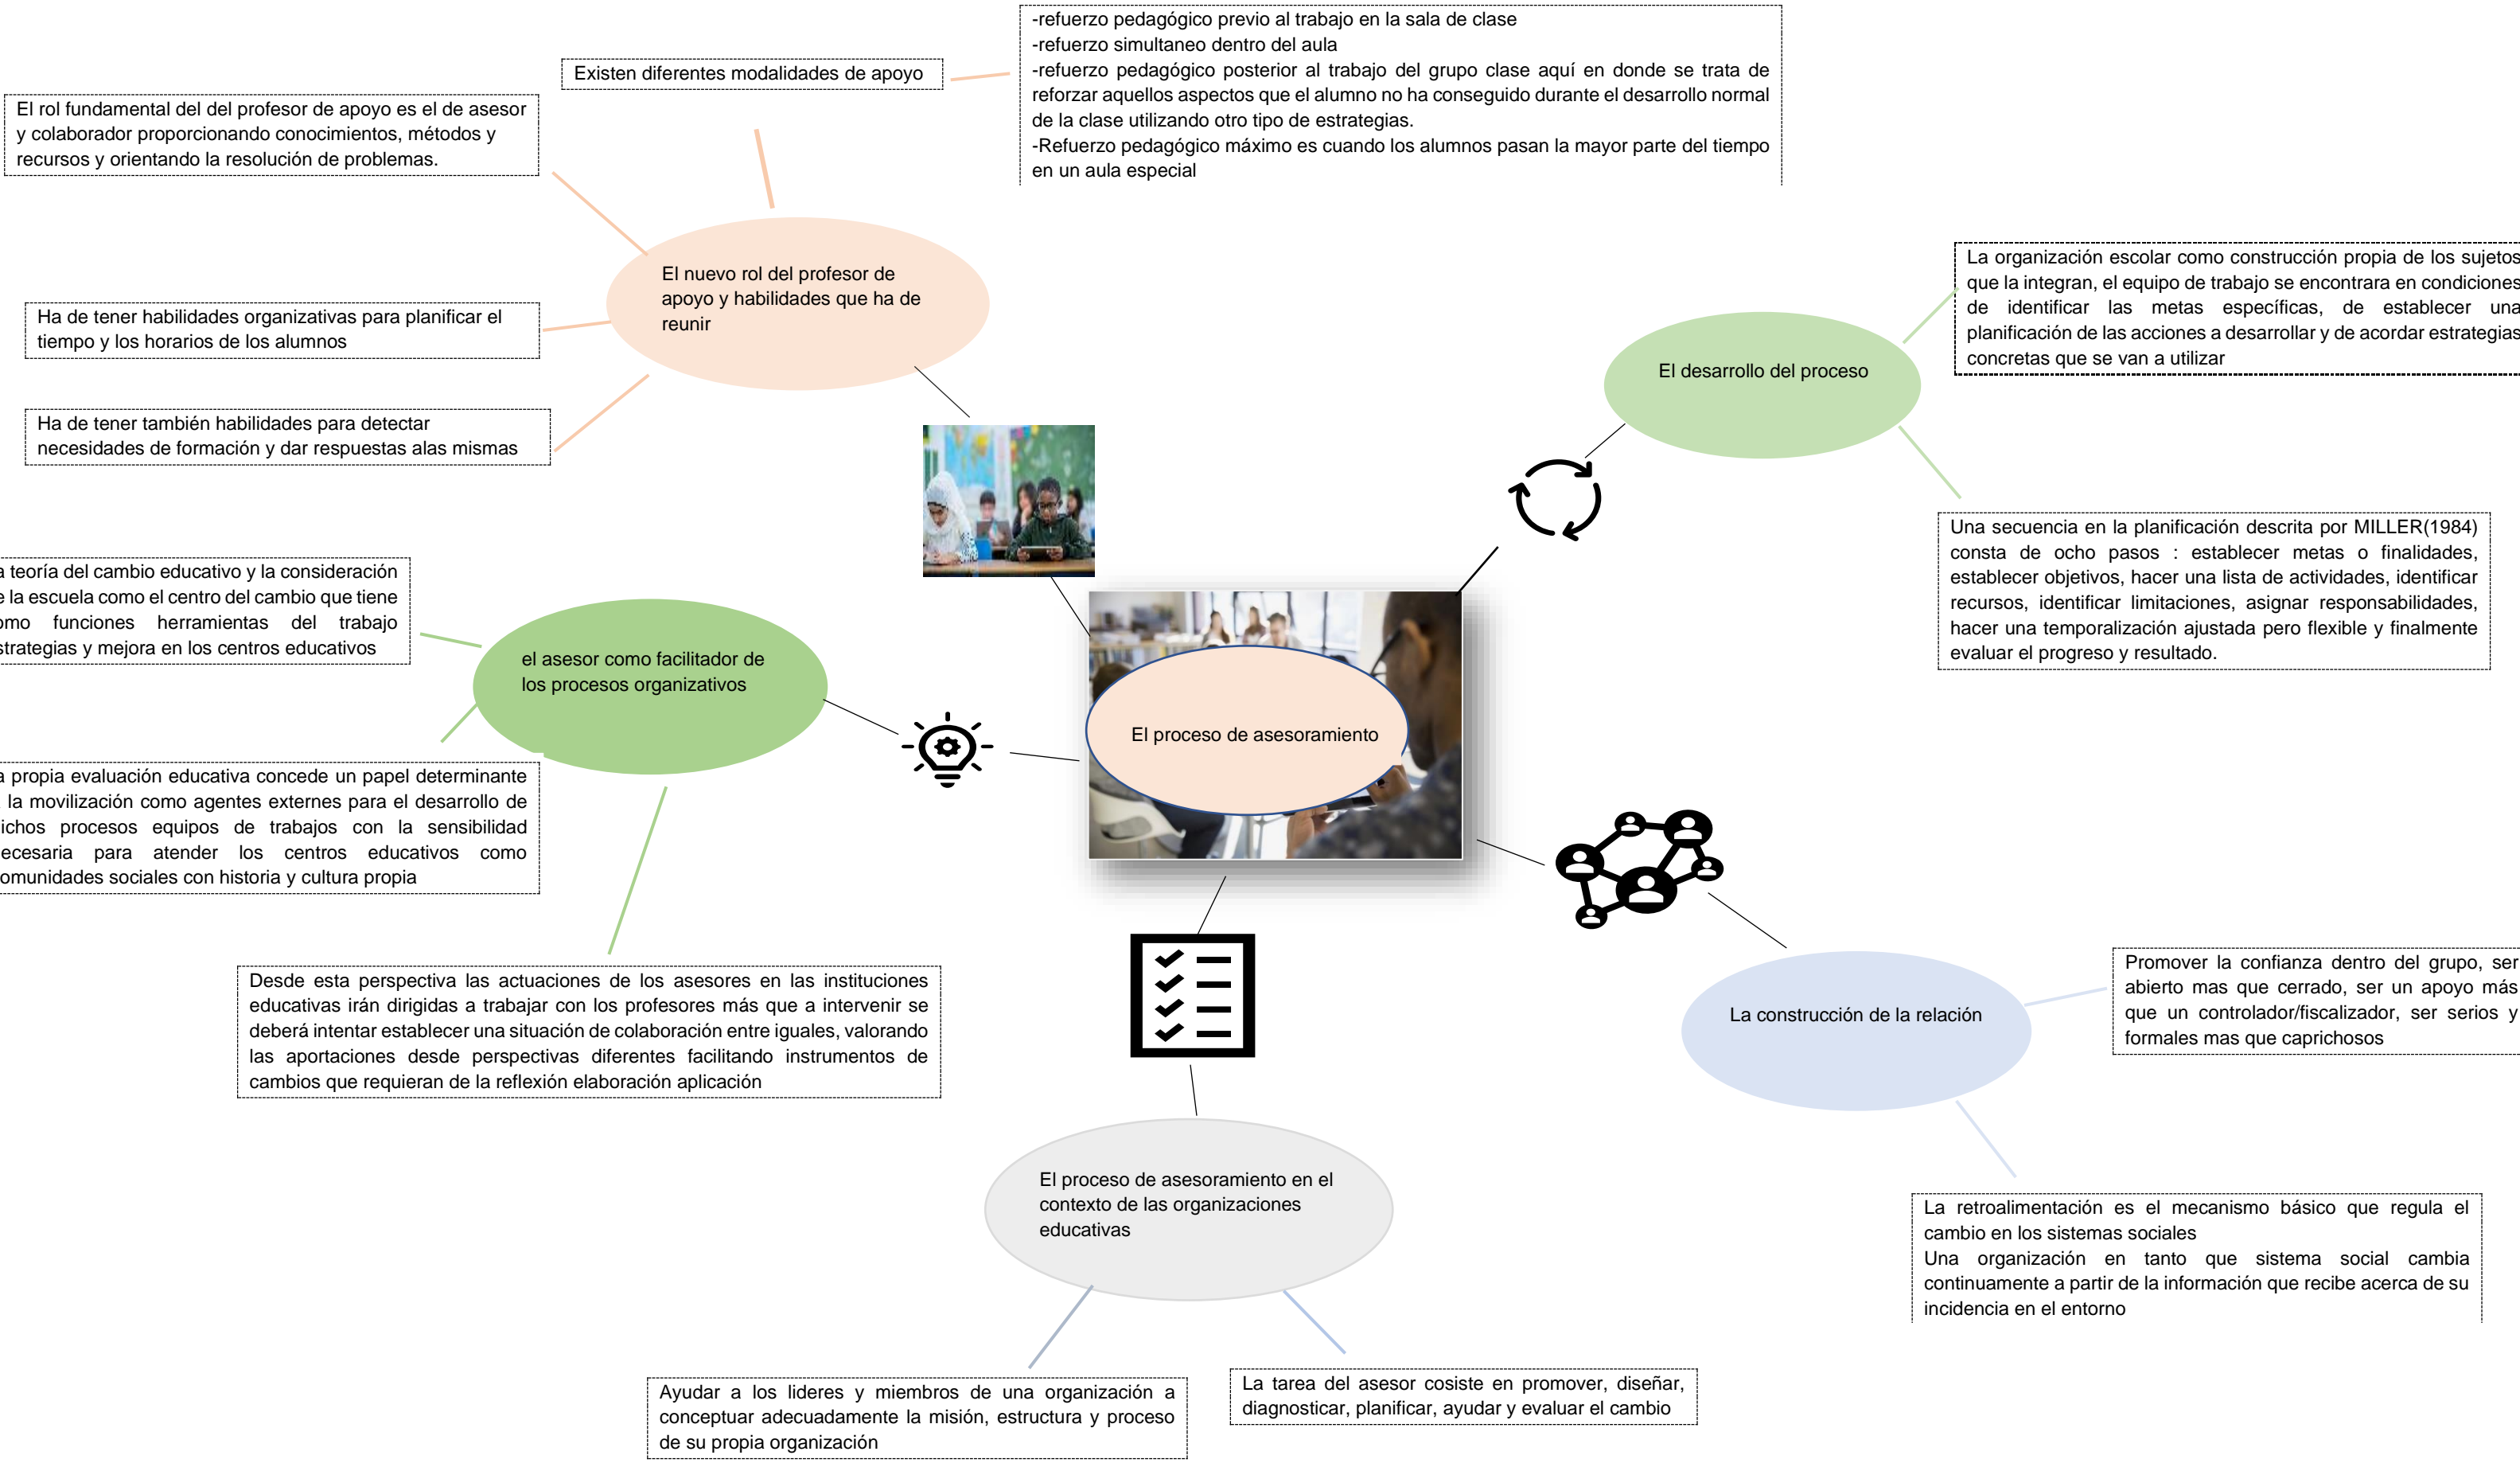 -refuerzo pedagógico previo al trabajo en la sala de clase
-refuerzo simultaneo dentro del aula
-refuerzo pedagógico posterior al trabajo del grupo clase aquí en donde se trata de
reforzar aquellos aspectos que el alumno no ha conseguido durante el desarrollo normal
de la clase utilizando otro tipo de estrategias.
-Refuerzo pedagógico máximo es cuando los alumnos pasan la mayor parte del tiempo
en un aula especial
Existen diferentes modalidades de apoyo
El rol fundamental del del profesor de apoyo es el de asesor
y colaborador proporcionando conocimientos, métodos y
recursos y orientando la resolución de problemas.
El nuevo rol del profesor de
apoyo y habilidades que ha de
reunir
Ha de tener habilidades organizativas para planificar el
tiempo y los horarios de los alumnos
Ha de tener también habilidades para detectar
necesidades de formación y dar respuestas alas mismas
La organización escolar como construcción propia de los sujetos
que la integran, el equipo de trabajo se encontrara en condiciones
de identificar las metas específicas, de establecer una
planificación de las acciones a desarrollar y de acordar estrategias
concretas que se van a utilizar
El desarrollo del proceso
Una secuencia en la planificación descrita por MILLER(1984)
consta de ocho pasos : establecer metas o finalidades,
establecer objetivos, hacer una lista de actividades, identificar
recursos, identificar limitaciones, asignar responsabilidades,
hacer una temporalización ajustada pero flexible y finalmente
evaluar el progreso y resultado.
a teoría del cambio educativo y la consideración
e la escuela como el centro del cambio que tiene
omo funciones herramientas del trabajo
strategias y mejora en los centros educativos
el asesor como facilitador de
los procesos organizativos
El proceso de asesoramiento
a propia evaluación educativa concede un papel determinante
la movilización como agentes externes para el desarrollo de
ichos procesos equipos de trabajos con la sensibilidad
ecesaria para atender los centros educativos como
omunidades sociales con historia y cultura propia
Desde esta perspectiva las actuaciones de los asesores en las instituciones
educativas irán dirigidas a trabajar con los profesores más que a intervenir se
deberá intentar establecer una situación de colaboración entre iguales, valorando
las aportaciones desde perspectivas diferentes facilitando instrumentos de
cambios que requieran de la reflexión elaboración aplicación
Promover la confianza dentro del grupo, ser
abierto mas que cerrado, ser un apoyo más
que un controlador/fiscalizador, ser serios y
formales mas que caprichosos
La construcción de la relación
La retroalimentación es el mecanismo básico que regula el
cambio en los sistemas sociales
Una organización en tanto que sistema social cambia
continuamente a partir de la información que recibe acerca de su
incidencia en el entorno
El proceso de asesoramiento en el
contexto de las organizaciones
educativas
Ayudar a los lideres y miembros de una organización a
conceptuar adecuadamente la misión, estructura y proceso
de su propia organización
La tarea del asesor cosiste en promover, diseñar,
diagnosticar, planificar, ayudar y evaluar el cambio